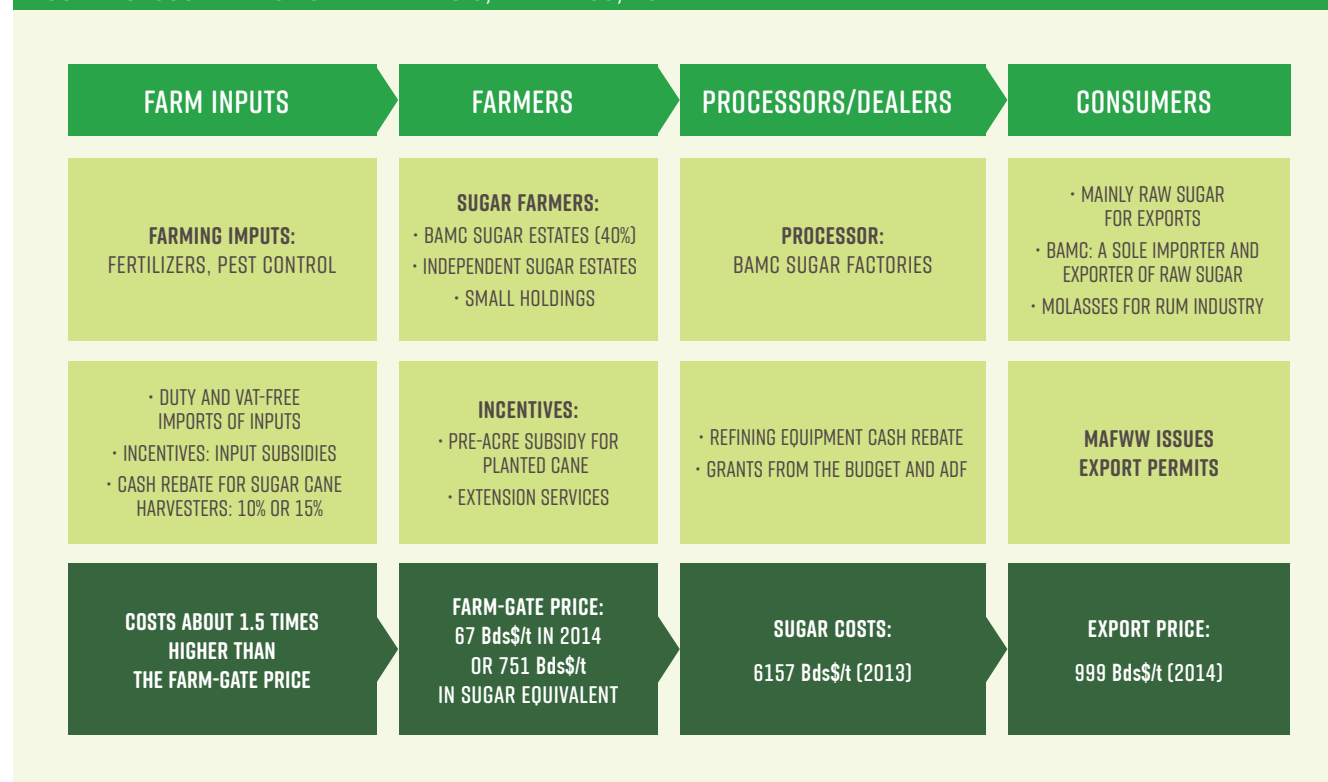 FARM INPUTS
FARMERS
PROCESSORS/DEALERS
CONSUMERS
FARMING IMPUTS:
FERTILIZERS, PEST CONTROL
SUGAR FARMERS:
· BAMC SUGAR ESTATES (40%)
· INDEPENDENT SUGAR ESTATES
· SMALL HOLDINGS
PROCESSOR:
BAMC SUGAR FACTORIES
· MAINLY RAW SUGAR
FOR EXPORTS
· BAMC: A SOLE IMPORTER AND
EXPORTER OF RAW SUGAR
· MOLASSES FOR RUM INDUSTRY
· DUTY AND VAT-FREE
IMPORTS OF INPUTS
· INCENTIVES: INPUT SUBSIDIES
· CASH REBATE FOR SUGAR CANE
HARVESTERS: 10% OR 15%
INCENTIVES:
· PRE-ACRE SUBSIDY FOR
PLANTED CANE
· EXTENSION SERVICES
· REFINING EQUIPMENT CASH REBATE
· GRANTS FROM THE BUDGET AND ADF
MAFWW ISSUES
EXPORT PERMITS
COSTS ABOUT 1.5 TIMES
HIGHER THAN
THE FARM-GATE PRICE
FARM-GATE PRICE:
67 Bds$/t IN 2014
OR 751 Bds$/t
IN SUGAR EQUIVALENT
SUGAR COSTS:
6157 Bds$/t (2013)
EXPORT PRICE:
999 Bds$/t (2014)